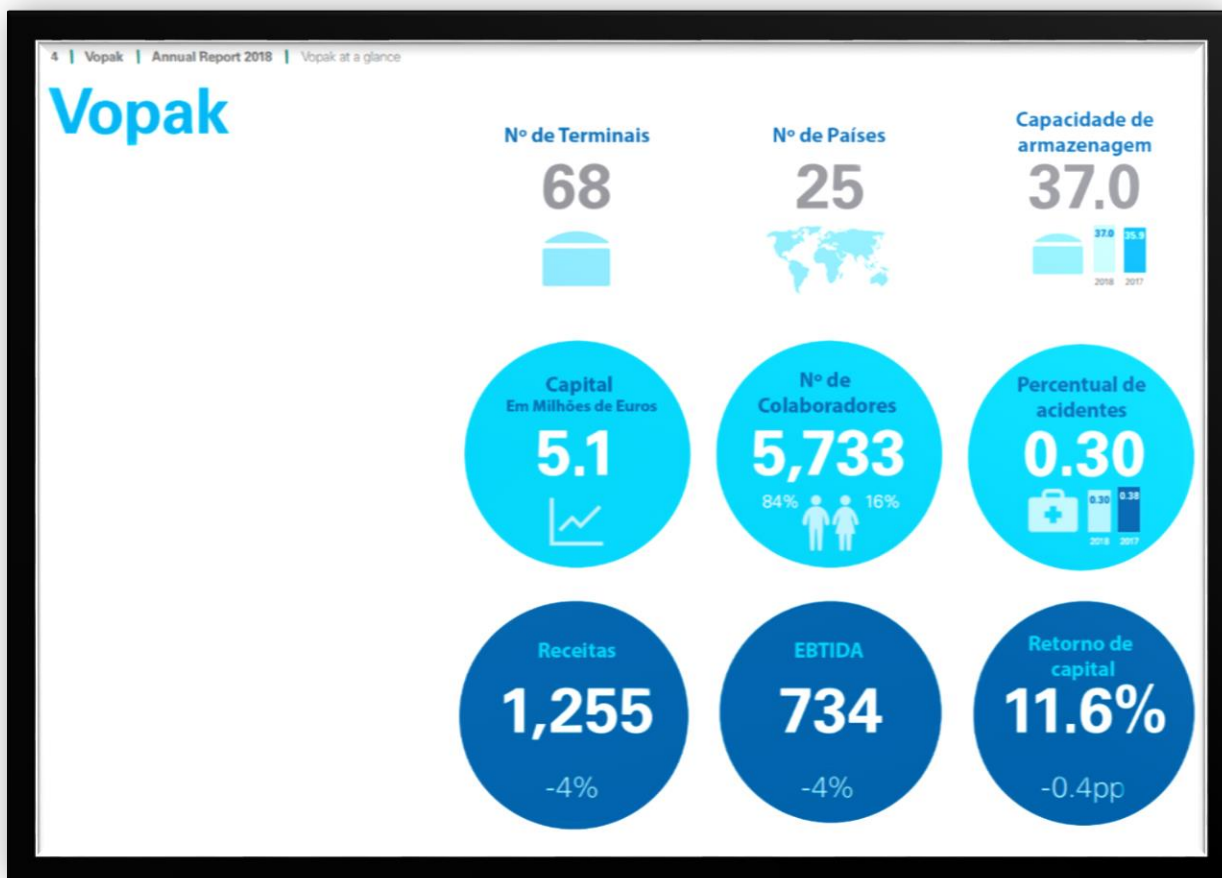 4 | Vopak | Annual Report 2018 | Vopak at a glance
Vopak
Nº de Terminais
68
Nº de Países
25
Capacidade de
armazenagem
37.0
37.0 35.9
2018 2017
Capital
Em Milhões de Euros
5.1
Nº de
Colaboradores
5,733
84% 16%
Percentual de
acidentes
0.30
0.30 0.38
2018 2017
Receitas
1,255
-4%
EBTIDA
734
-4%
Retorno de
capital
11.6%
-0.4pp